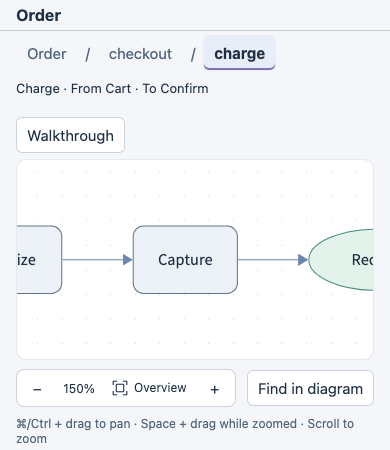 Order
Order / checkout / charge
Charge · From Cart · To Confirm
Walkthrough
ize Capture Rec
− 150% Overview + Find in diagram
⌘/Ctrl + drag to pan · Space + drag while zoomed · Scroll to
zoom